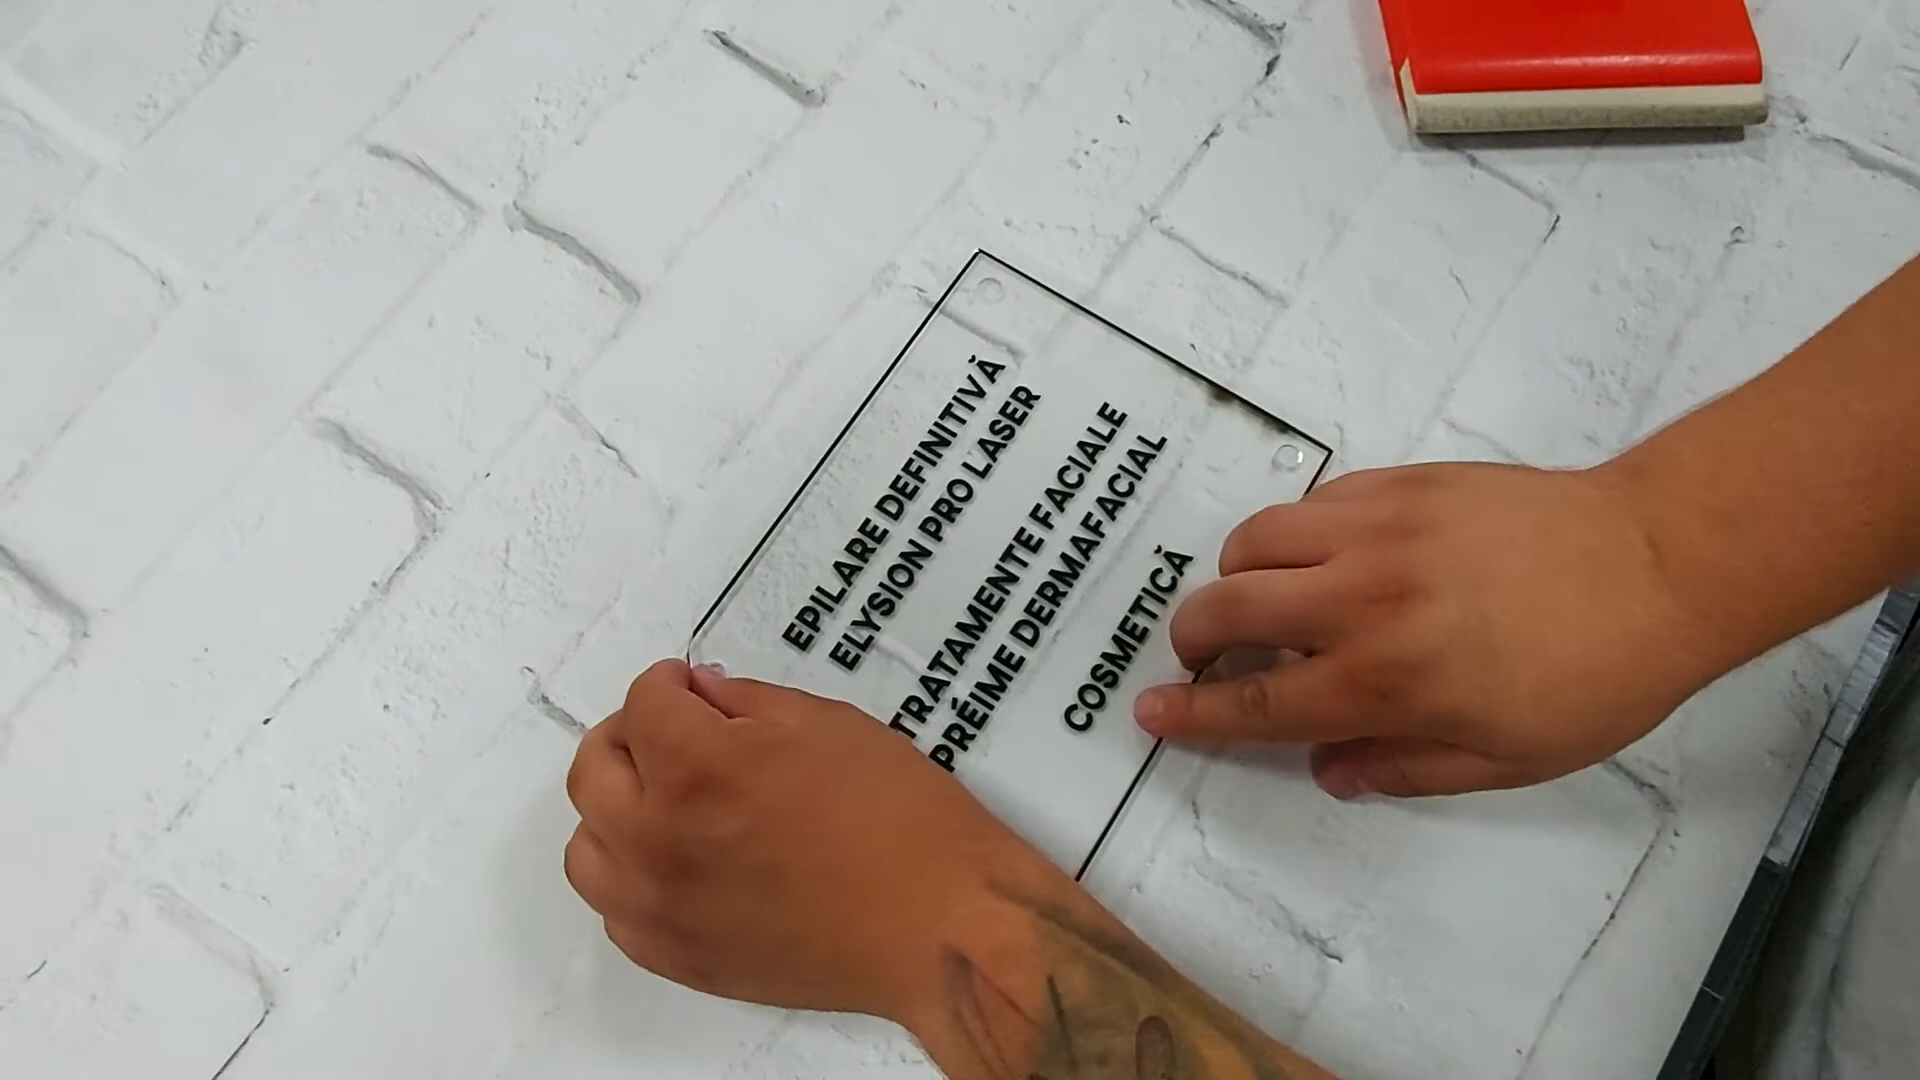 EPILARE DEFINITIVĂ
ELYSION PRO LASER
TRATAMENTE FACIALE
PRÉIME DERMAFACIAL
COSMETICĂ